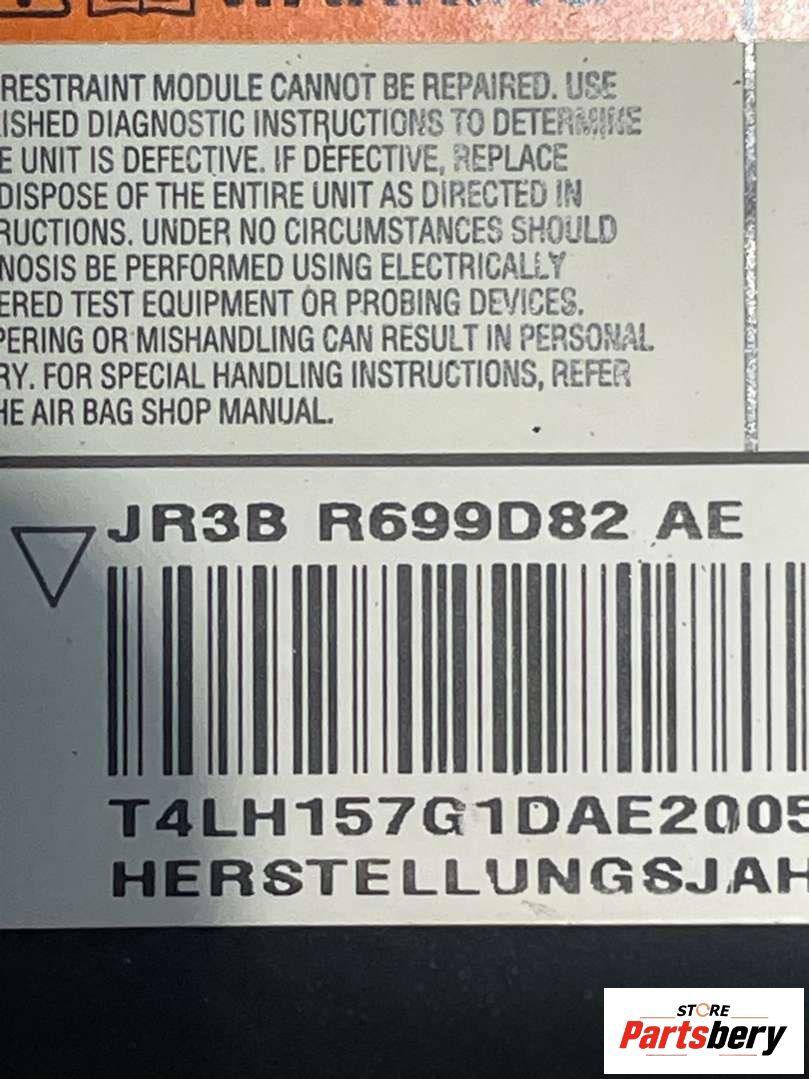 RESTRAINT MODULE CANNOT BE REPAIRED. USE
ISHED DIAGNOSTIC INSTRUCTIONS TO DETERMINE
E UNIT IS DEFECTIVE. IF DEFECTIVE, REPLACE
DISPOSE OF THE ENTIRE UNIT AS DIRECTED IN
RUCTIONS. UNDER NO CIRCUMSTANCES SHOULD
NOSIS BE PERFORMED USING ELECTRICALLY
ERED TEST EQUIPMENT OR PROBING DEVICES.
PERING OR MISHANDLING CAN RESULT IN PERSONAL
RY. FOR SPECIAL HANDLING INSTRUCTIONS, REFER
HE AIR BAG SHOP MANUAL.
JR3B R699D82 AE
T4LH157G1DAE2005
HERSTELLUNGSJAH
STORE
Partsbery